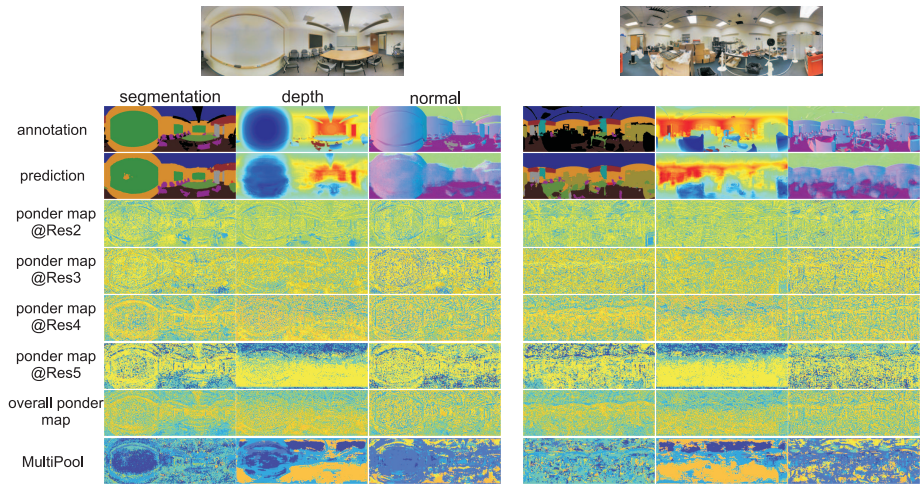 segmentation depth normal
annotation
prediction
ponder map
@Res2
ponder map
@Res3
ponder map
@Res4
ponder map
@Res5
overall ponder
map
MultiPool